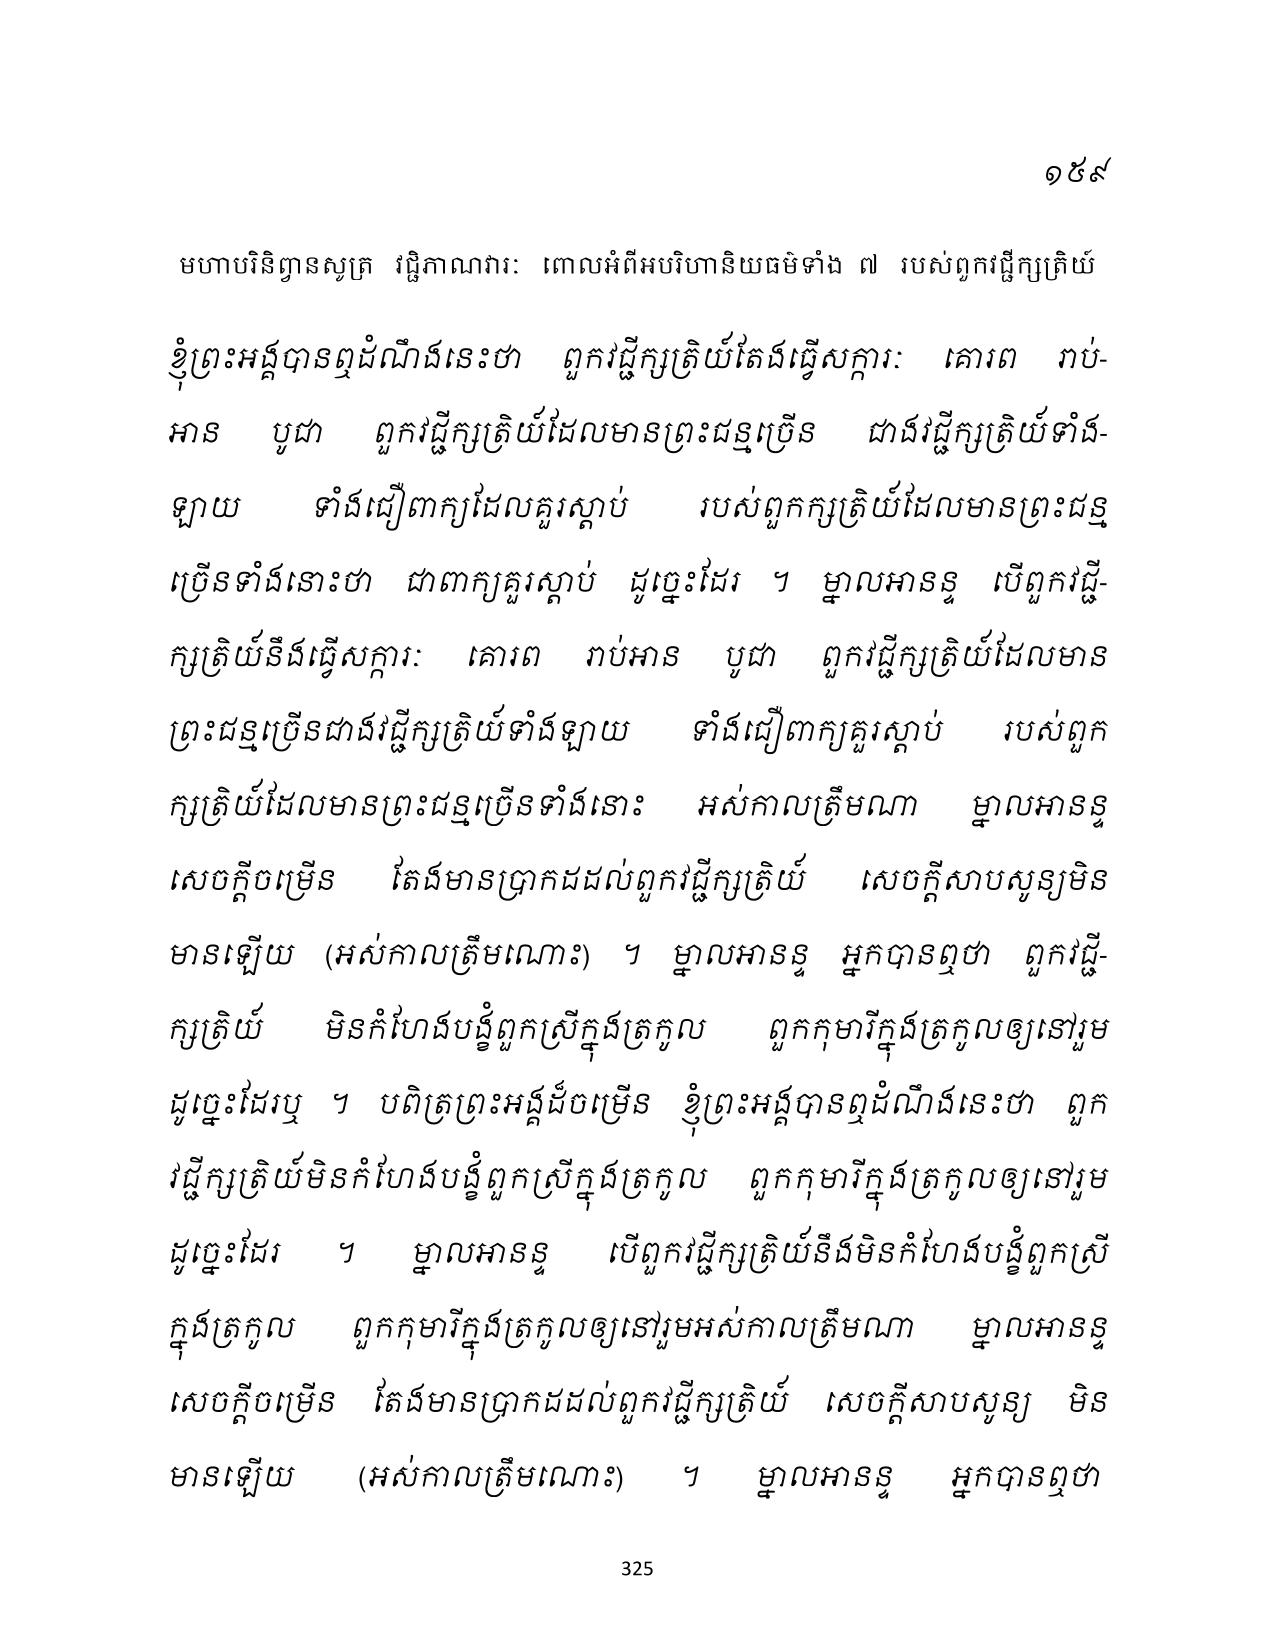 ១៥៩
មហាបរិនិព្វានសូត្រ វជ្ជិភាណវារៈ ពោលអំពីអបរិហានិយធម៌ទាំង ៧ របស់ពួកវជ្ជីក្សត្រិយ៍
ខ្ញុំព្រះអង្គបានឮដំណឹងនេះថា ពួកវជ្ជីក្សត្រិយ៍តែងធ្វើសក្ការៈ គោរព រាប់-
អាន បូជា ពួកវជ្ជីក្សត្រិយ៍ដែលមានព្រះជន្មច្រើន ជាងវជ្ជីក្សត្រិយ៍ទាំង-
ឡាយ ទាំងជឿពាក្យដែលគួរស្តាប់ របស់ពួកក្សត្រិយ៍ដែលមានព្រះជន្ម
ច្រើនទាំងនោះថា ជាពាក្យគួរស្តាប់ ដូច្នេះដែរ ។ ម្នាលអានន្ទ បើពួកវជ្ជី-
ក្សត្រិយ៍នឹងធ្វើសក្ការៈ គោរព រាប់អាន បូជា ពួកវជ្ជីក្សត្រិយ៍ដែលមាន
ព្រះជន្មច្រើនជាងវជ្ជីក្សត្រិយ៍ទាំងឡាយ ទាំងជឿពាក្យគួរស្តាប់ របស់ពួក
ក្សត្រិយ៍ដែលមានព្រះជន្មច្រើនទាំងនោះ អស់កាលត្រឹមណា ម្នាលអានន្ទ
សេចក្តីចម្រើន តែងមានប្រាកដដល់ពួកវជ្ជីក្សត្រិយ៍ សេចក្តីសាបសូន្យមិន
មានឡើយ (អស់កាលត្រឹមណោះ) ។ ម្នាលអានន្ទ អ្នកបានឮថា ពួកវជ្ជី-
ក្សត្រិយ៍ មិនកំហែងបង្ខំពួកស្រីក្នុងត្រកូល ពួកកុមារីក្នុងត្រកូលឲ្យនៅរួម
ដូច្នេះដែរឬ ។ បពិត្រព្រះអង្គដ៏ចម្រើន ខ្ញុំព្រះអង្គបានឮដំណឹងនេះថា ពួក
វជ្ជីក្សត្រិយ៍មិនកំហែងបង្ខំពួកស្រីក្នុងត្រកូល ពួកកុមារីក្នុងត្រកូលឲ្យនៅរួម
ដូច្នេះដែរ ។ ម្នាលអានន្ទ បើពួកវជ្ជីក្សត្រិយ៍នឹងមិនកំហែងបង្ខំពួកស្រី
ក្នុងត្រកូល ពួកកុមារីក្នុងត្រកូលឲ្យនៅរួមអស់កាលត្រឹមណា ម្នាលអានន្ទ
សេចក្តីចម្រើន តែងមានប្រាកដដល់ពួកវជ្ជីក្សត្រិយ៍ សេចក្តីសាបសូន្យ មិន
មានឡើយ (អស់កាលត្រឹមណោះ) ។ ម្នាលអានន្ទ អ្នកបានឮថា
325